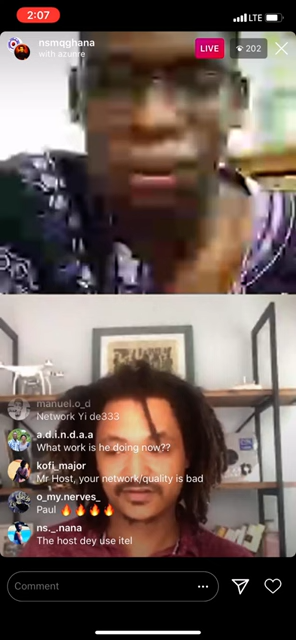 2:07
LTE
nsmqghana
with azunre
LIVE
202
manuel.o_d
Network Yi de333
a.d.i.n.d.a.a
What work is he doing now??
kofi_major
Mr Host, your network/quality is bad
o_my.nerves_
Paul 🔥🔥🔥🔥
ns._.nana
The host dey use itel
Comment